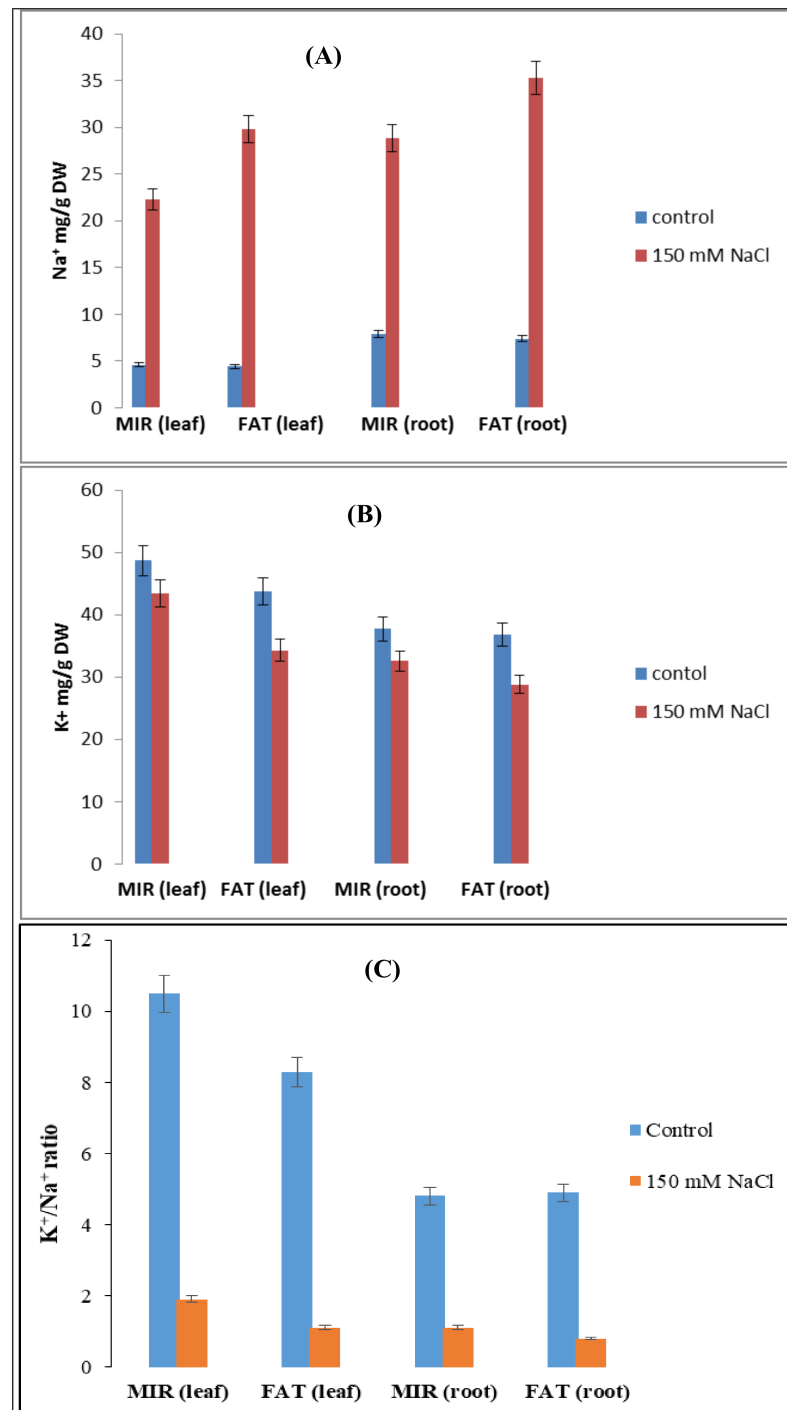 (A)
40
35
30
25
20
15
10
5
0
Na⁺ mg/g DW
control
150 mM NaCl
MIR (leaf) FAT (leaf) MIR (root) FAT (root)
(B)
60
50
40
30
20
10
0
K+ mg/g DW
contol
150 mM NaCl
MIR (leaf) FAT (leaf) MIR (root) FAT (root)
(C)
12
10
8
6
4
2
0
K⁺/Na⁺ ratio
Control
150 mM NaCl
MIR (leaf) FAT (leaf) MIR (root) FAT (root)